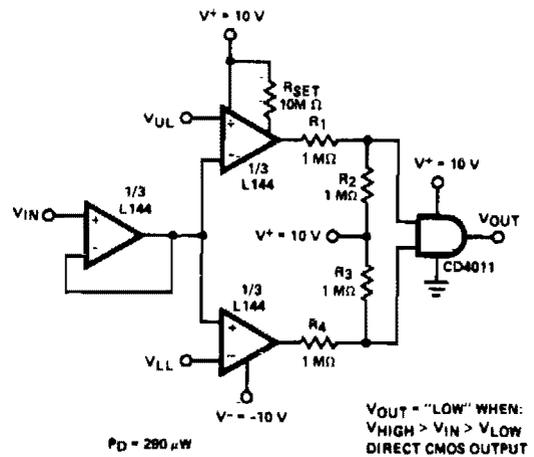 V+ = 10 V
RSET
10M Ω
VUL
+
-
1/3
L144
R1
1 MΩ
R2
1 MΩ
V+ = 10 V
VOUT
CD4011
1/3
L144
VIN
+
-
V+ = 10 V
R3
1 MΩ
1/3
L144
+
-
VLL
R4
1 MΩ
V- = -10 V
PD = 290 μW
VOUT = "LOW" WHEN:
VHIGH > VIN > VLOW
DIRECT CMOS OUTPUT